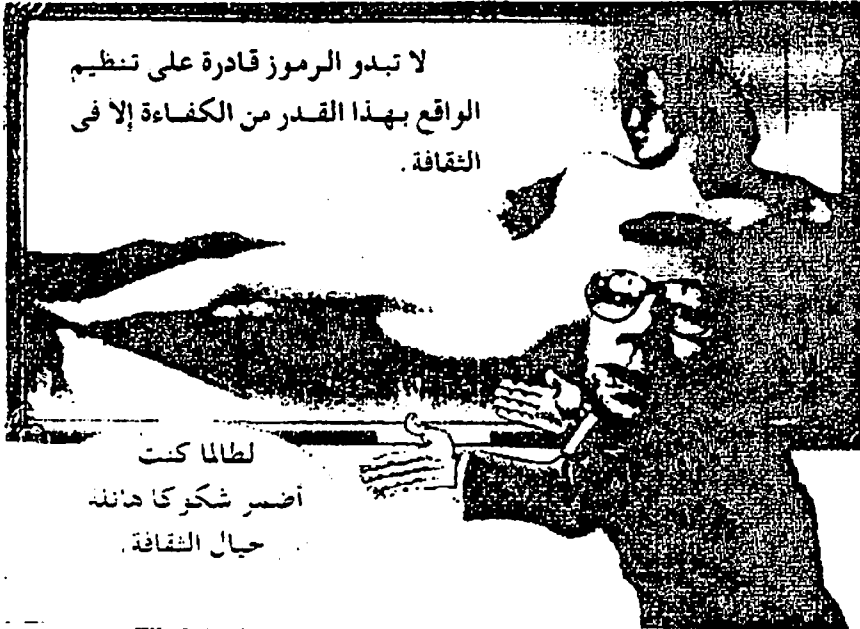 لا تبدو الرموز قادرة على تنظيم
الواقع بهذا القدر من الكفاءة إلا فى
الثقافة.
لطالما كنت
أضمر شكوكا هائلة
حيال الثقافة.